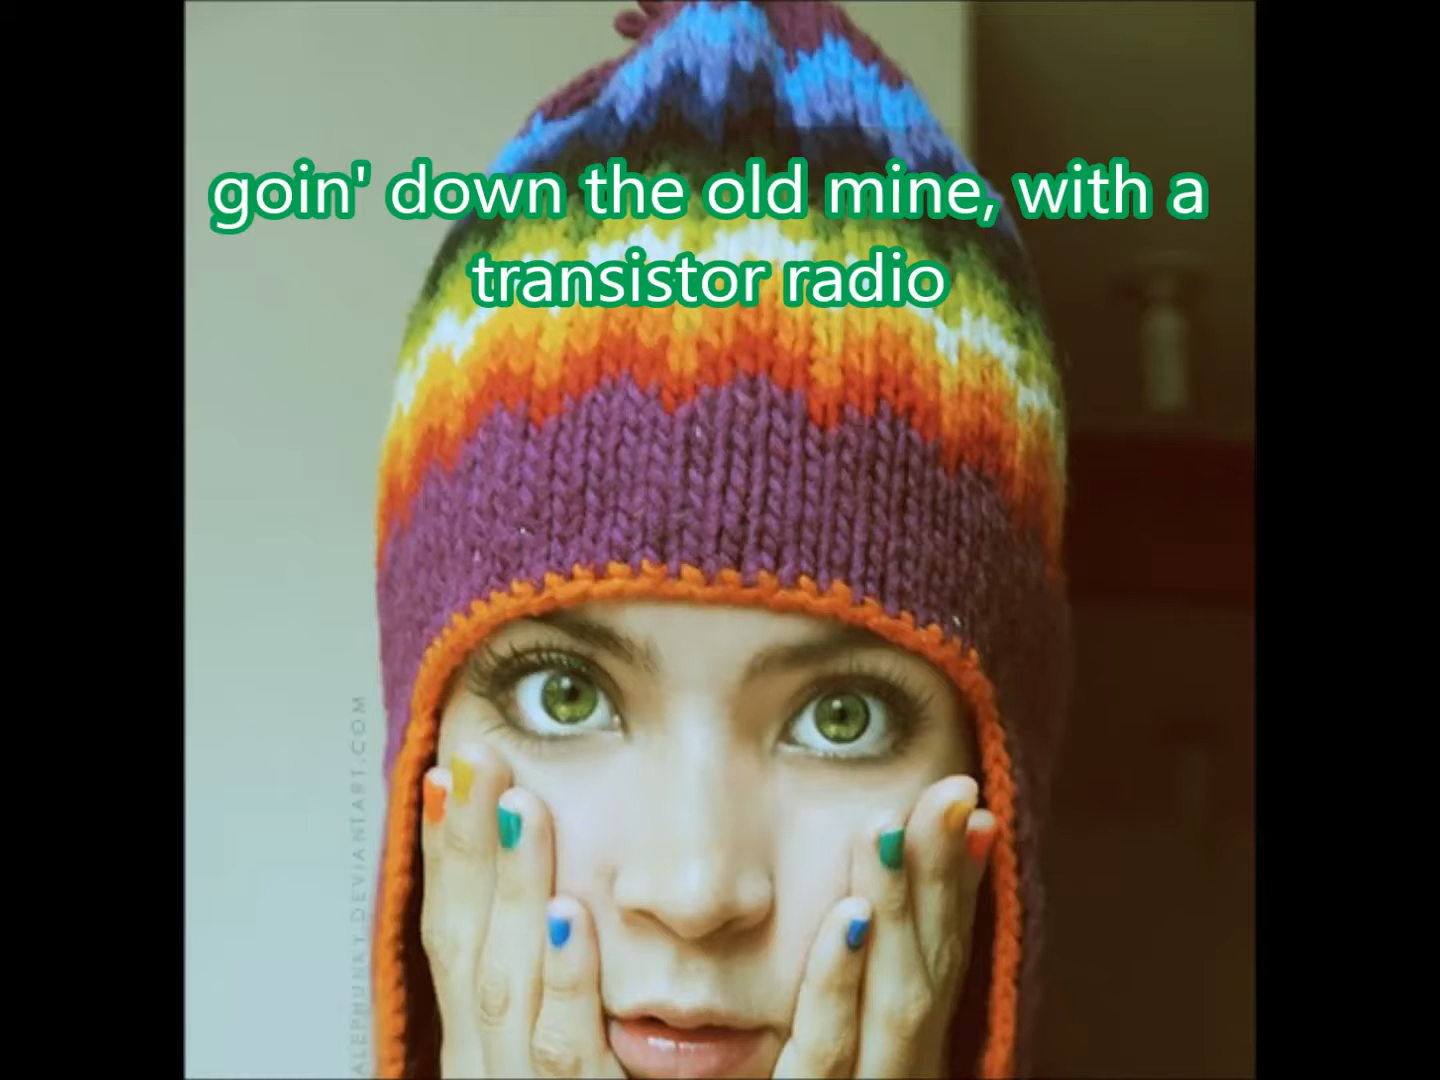 goin' down the old mine, with a
transistor radio
ALEPHUNKY.DEVIANTART.COM